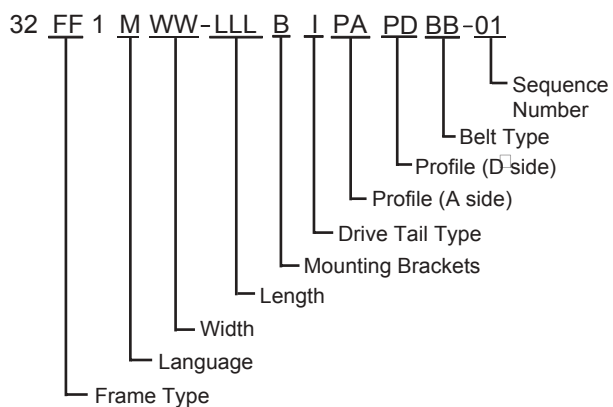 32 FF 1 M WW-LLL B I PA PD BB-01
Sequence
Number
Belt Type
Profile (D side)
Profile (A side)
Drive Tail Type
Mounting Brackets
Length
Width
Language
Frame Type